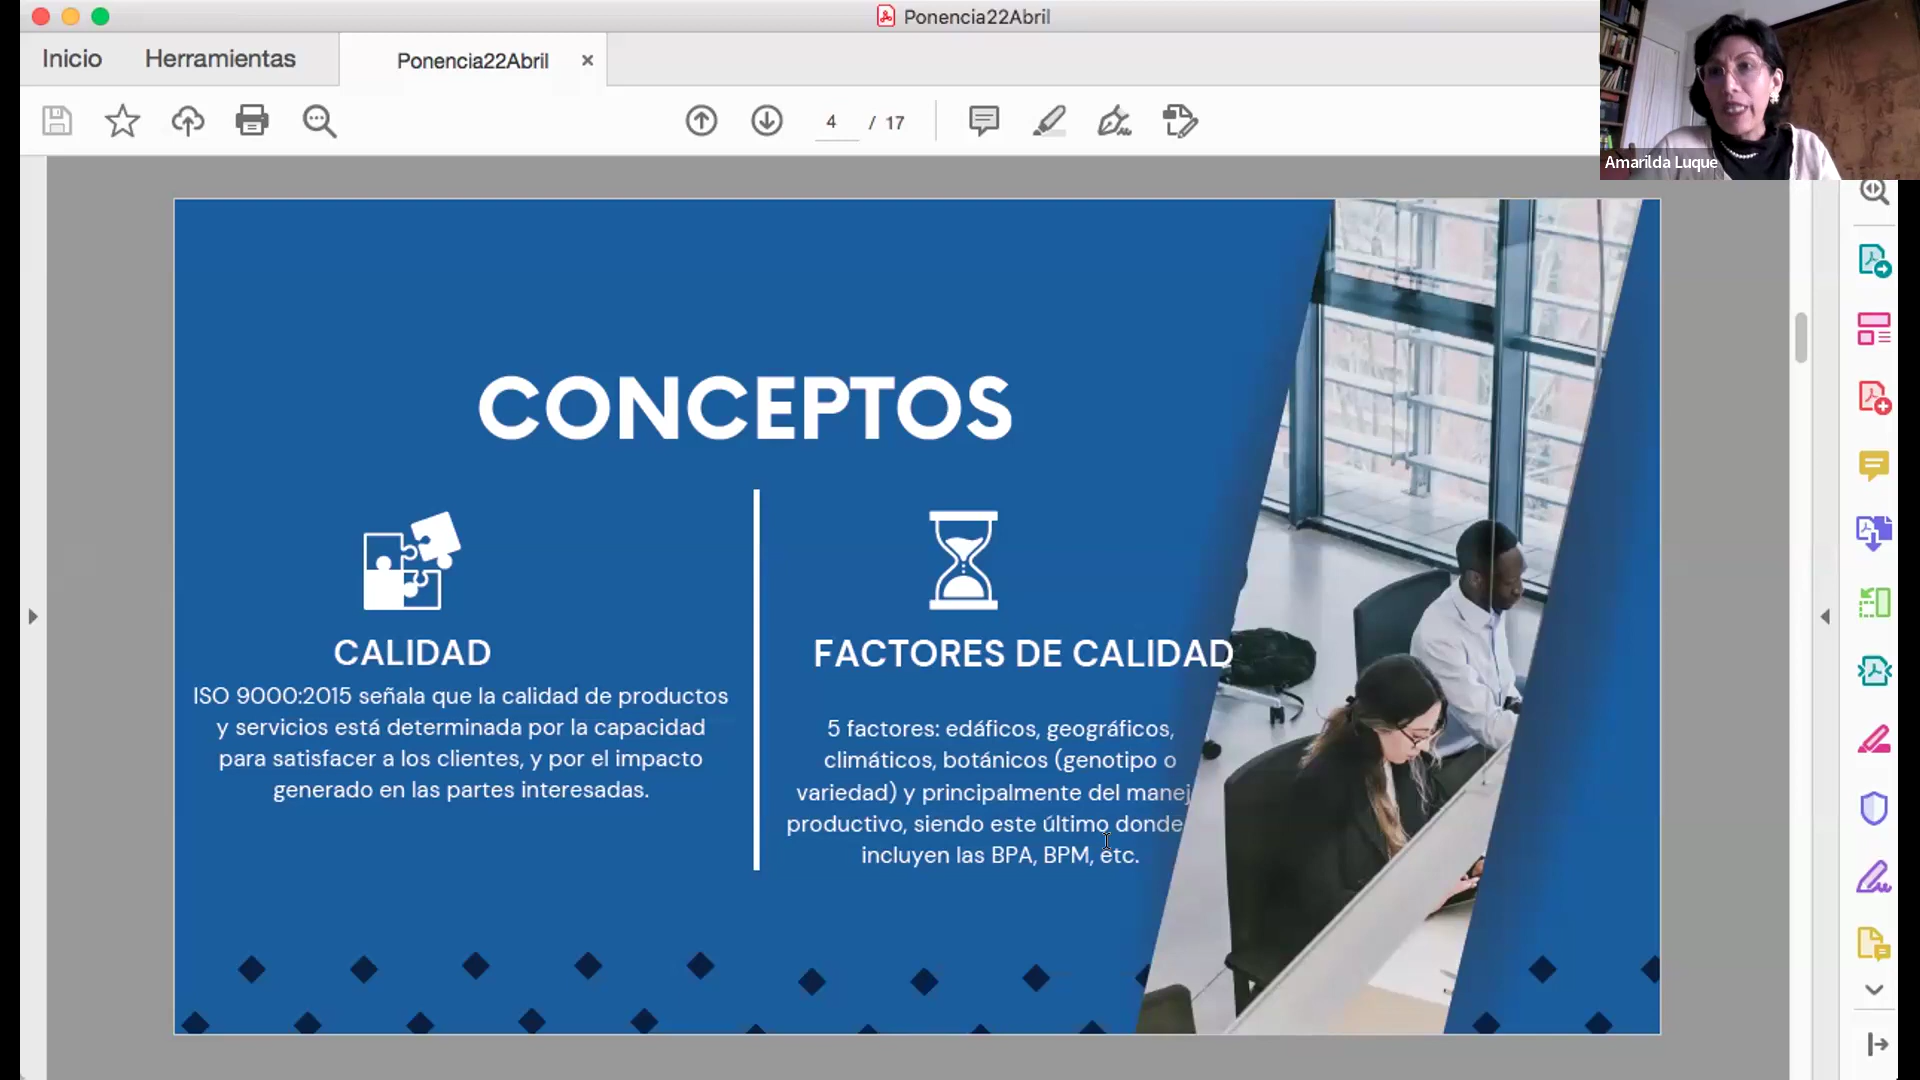 Ponencia22Abril
Inicio
Herramientas
Ponencia22Abril
4 / 17
Amarilda Luque
CONCEPTOS
CALIDAD
ISO 9000:2015 señala que la calidad de productos
y servicios está determinada por la capacidad
para satisfacer a los clientes, y por el impacto
generado en las partes interesadas.
FACTORES DE CALIDAD
5 factores: edáficos, geográficos,
climáticos, botánicos (genotipo o
variedad) y principalmente del manej
productivo, siendo este último donde
incluyen las BPA, BPM, etc.